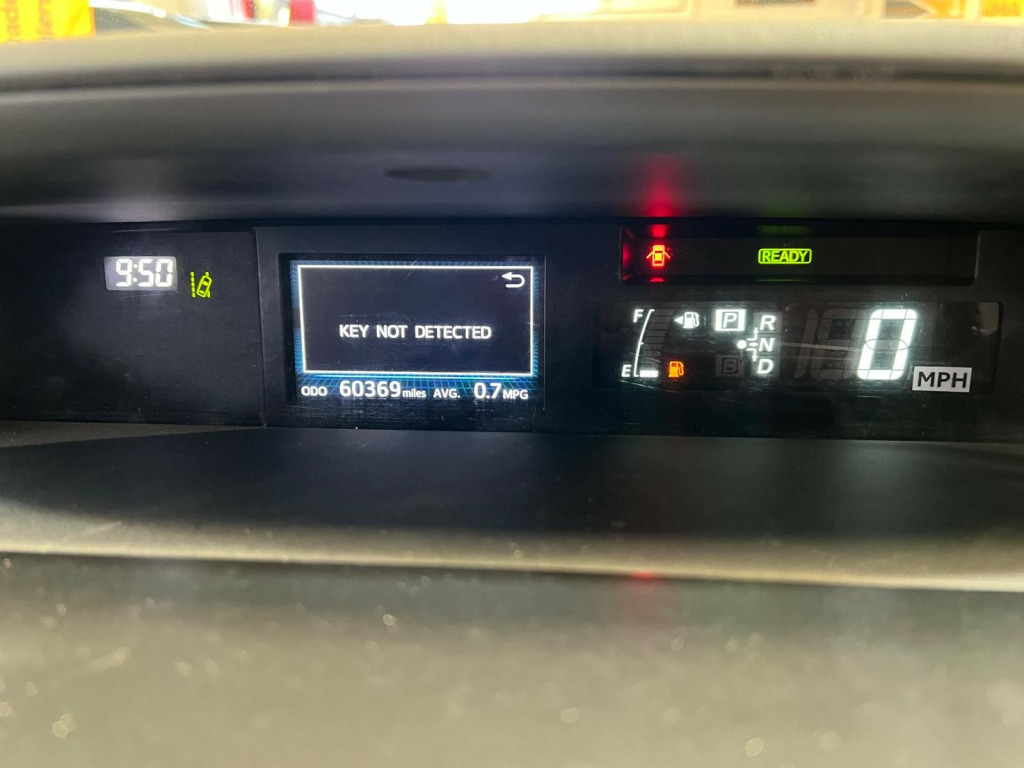 9:50
KEY NOT DETECTED
ODO 60369 miles AVG. 0.7 MPG
READY
F
E
P
R
N
D
B
0
MPH